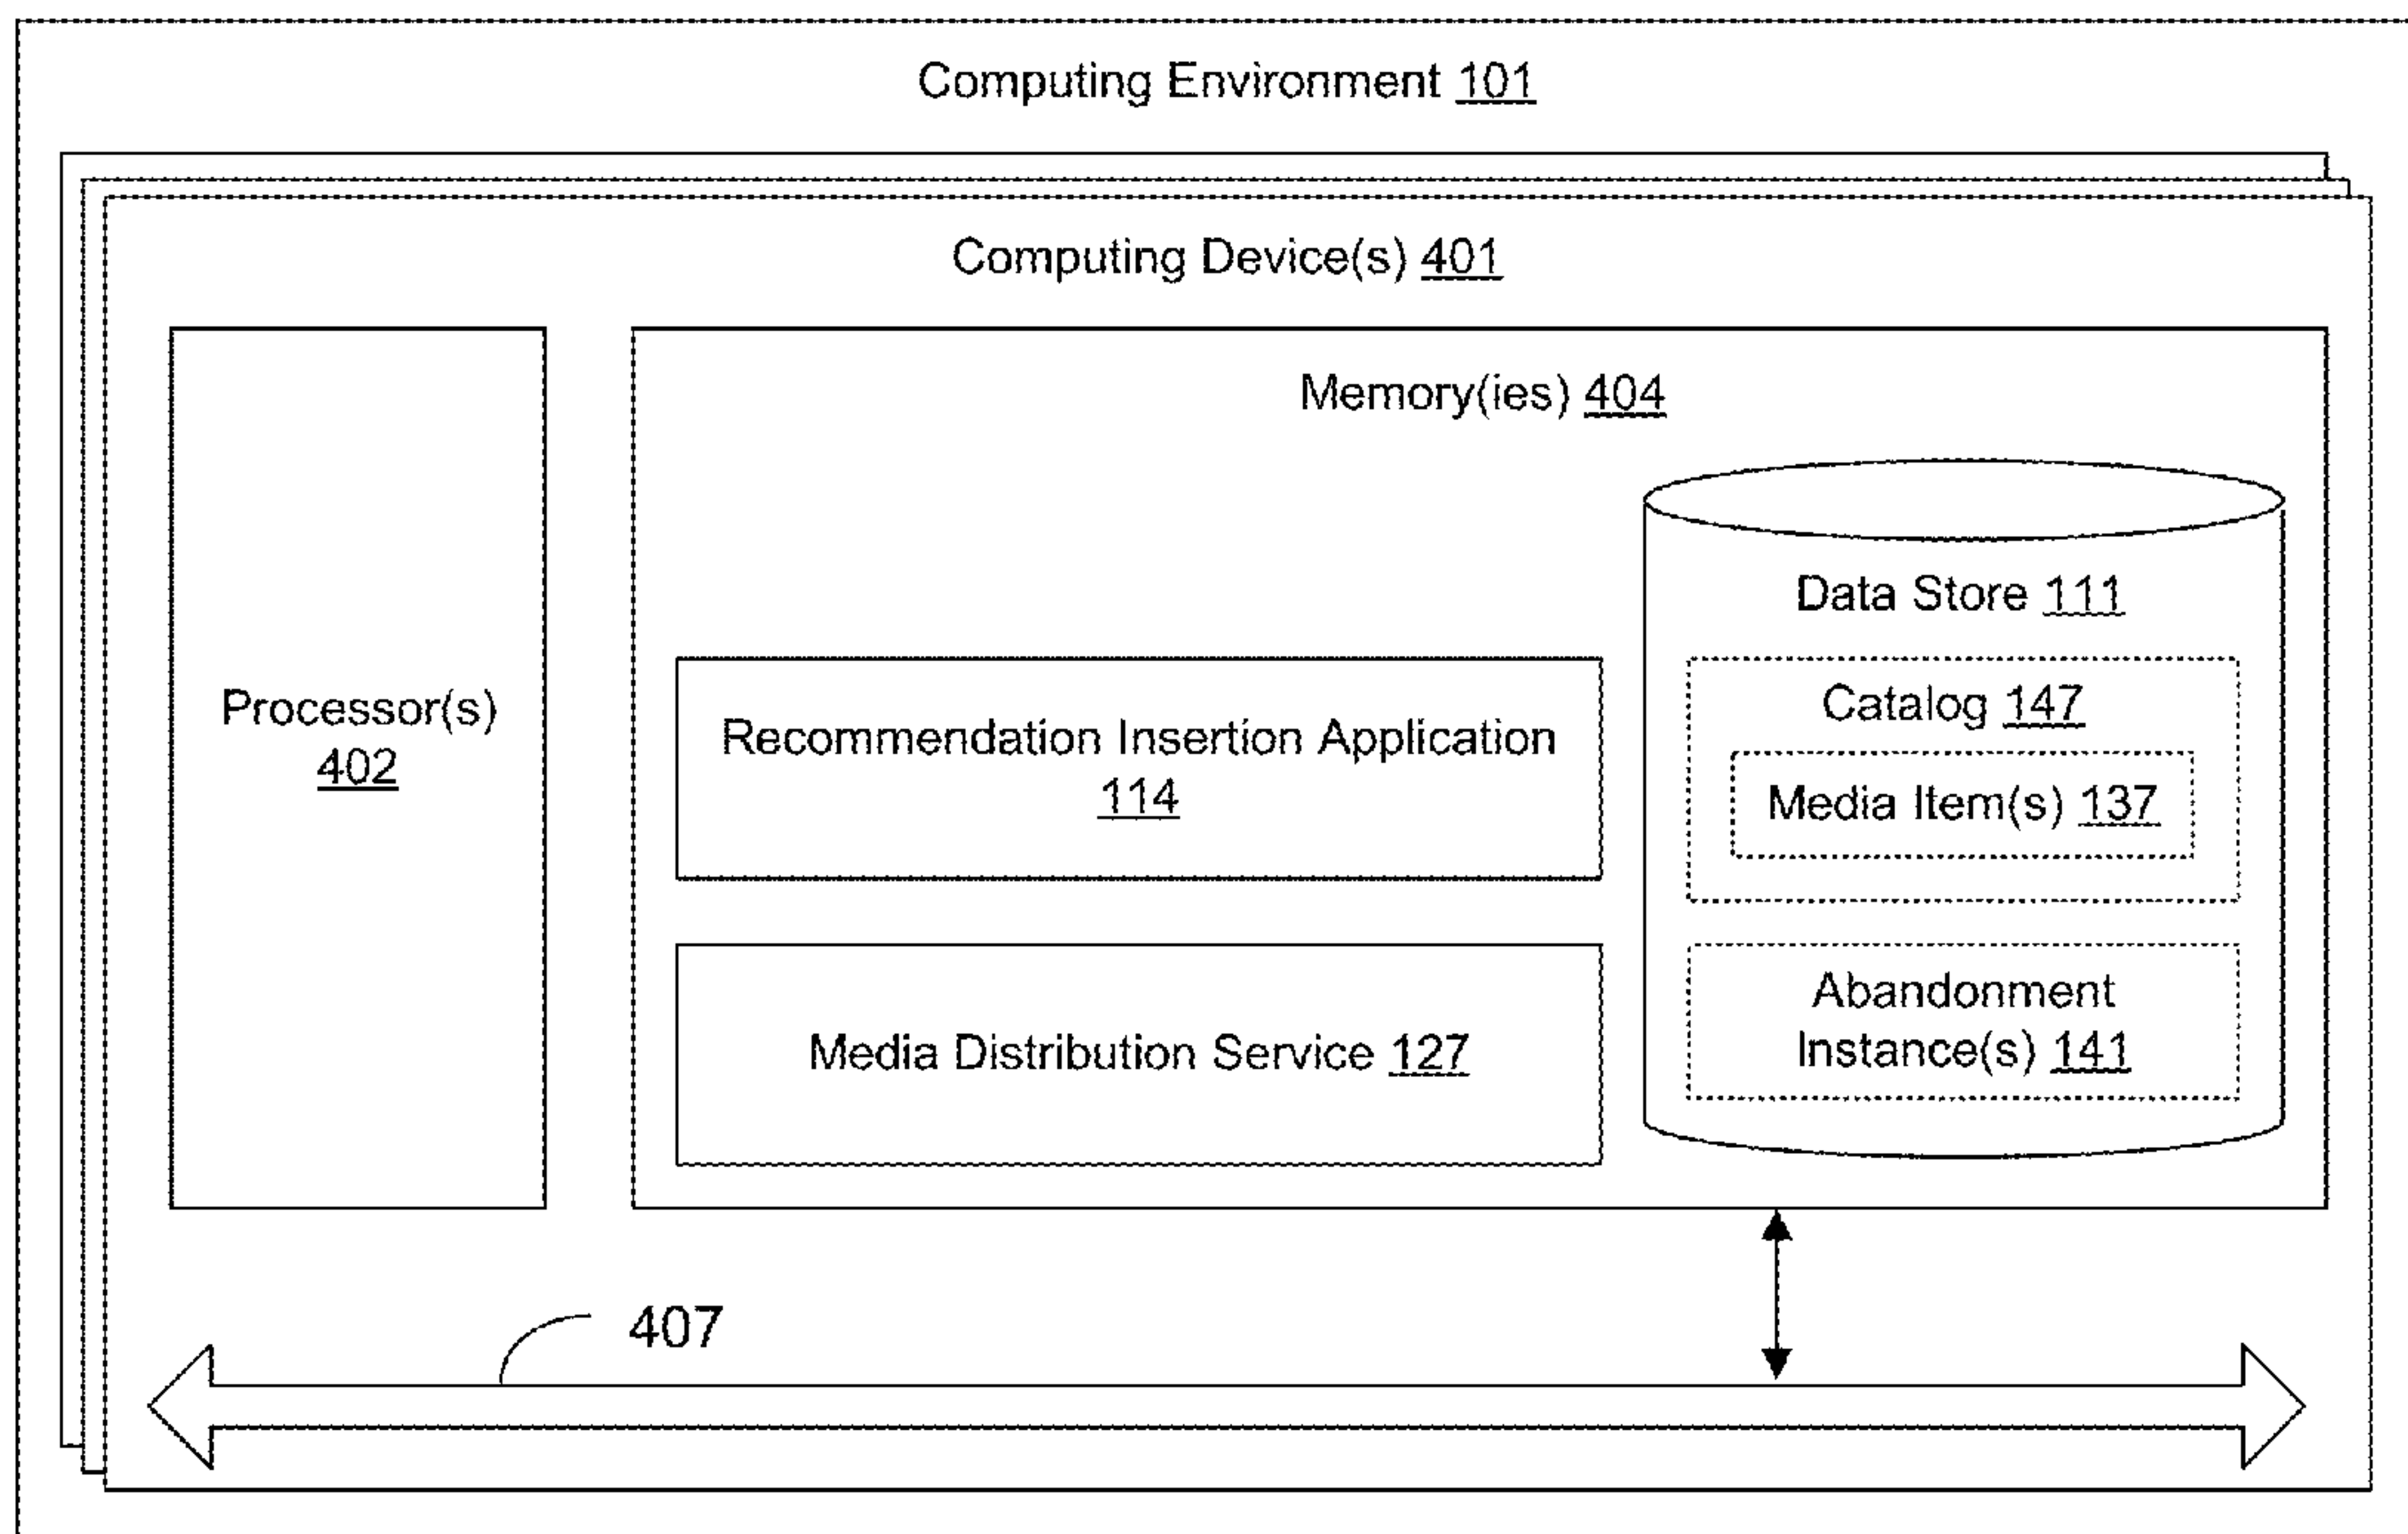 Computing Environment 101
Computing Device(s) 401
Memory(ies) 404
Processor(s)
402
Recommendation Insertion Application
114
Media Distribution Service 127
Data Store 111
Catalog 147
Media Item(s) 137
Abandonment
Instance(s) 141
407